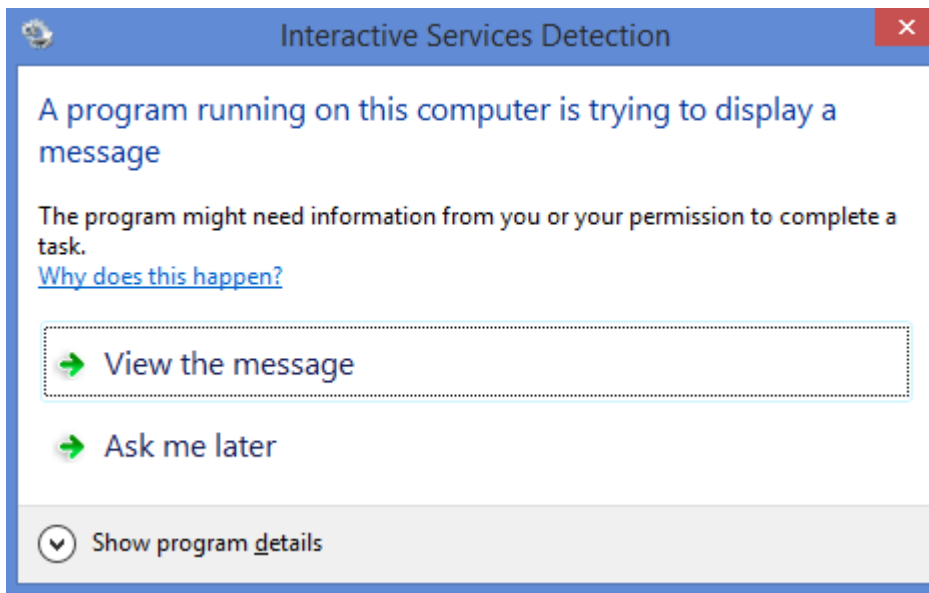 Interactive Services Detection
A program running on this computer is trying to display a
message
The program might need information from you or your permission to complete a
task.
Why does this happen?
View the message
Ask me later
Show program details